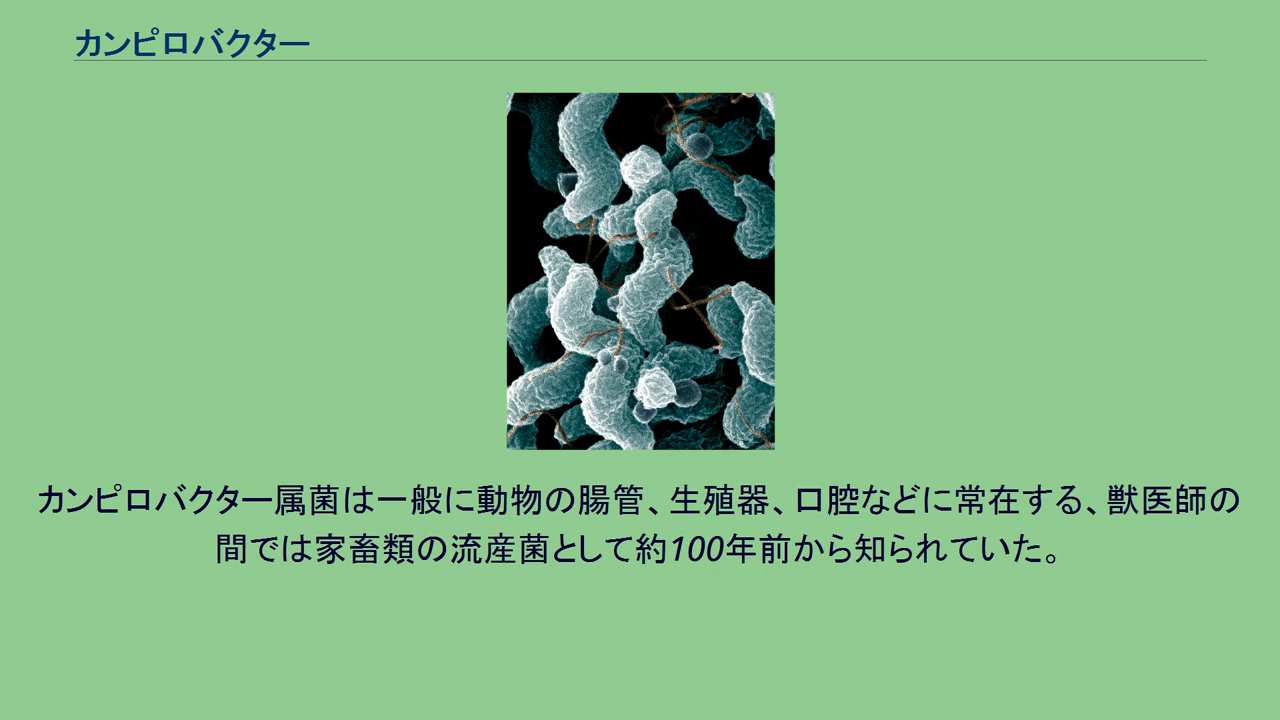 カンピロバクター
カンピロバクター属菌は一般に動物の腸管、生殖器、口腔などに常在する、獣医師の
間では家畜類の流産菌として約100年前から知られていた。